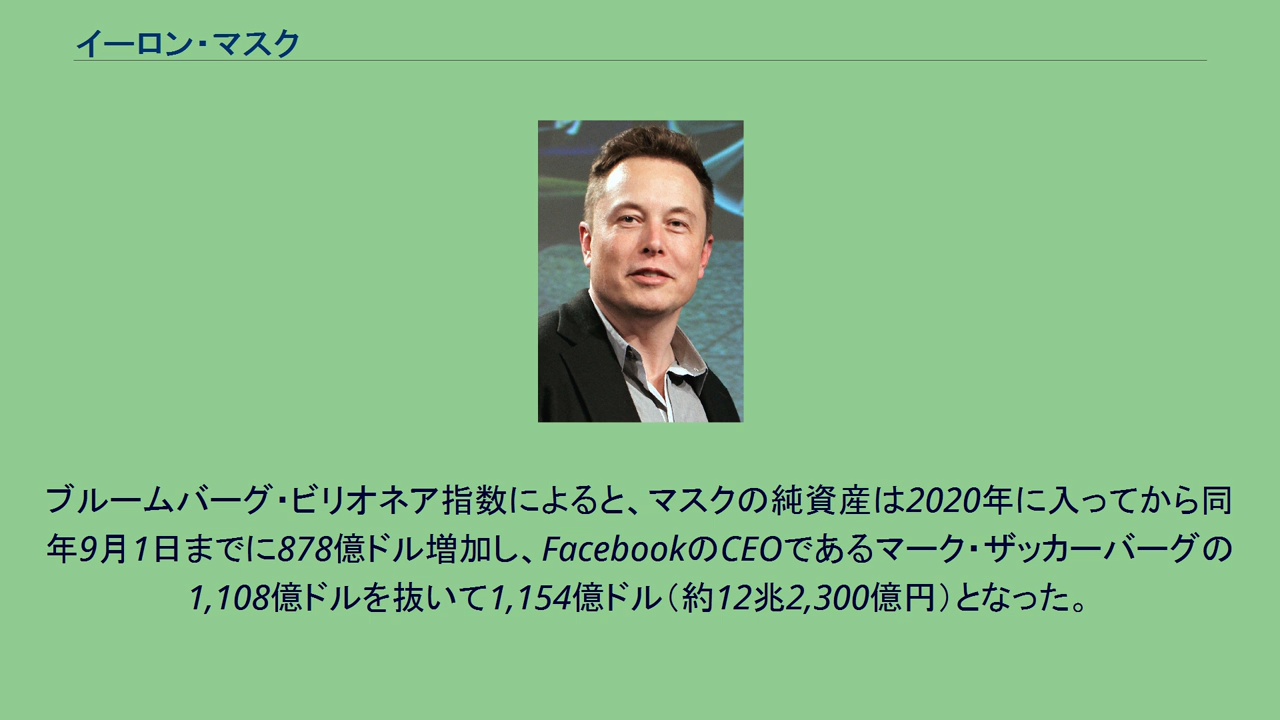 イーロン・マスク
ブルームバーグ・ビリオネア指数によると、マスクの純資産は2020年に入ってから同
年9月1日までに878億ドル増加し、FacebookのCEOであるマーク・ザッカーバーグの
1,108億ドルを抜いて1,154億ドル（約12兆2,300億円）となった。